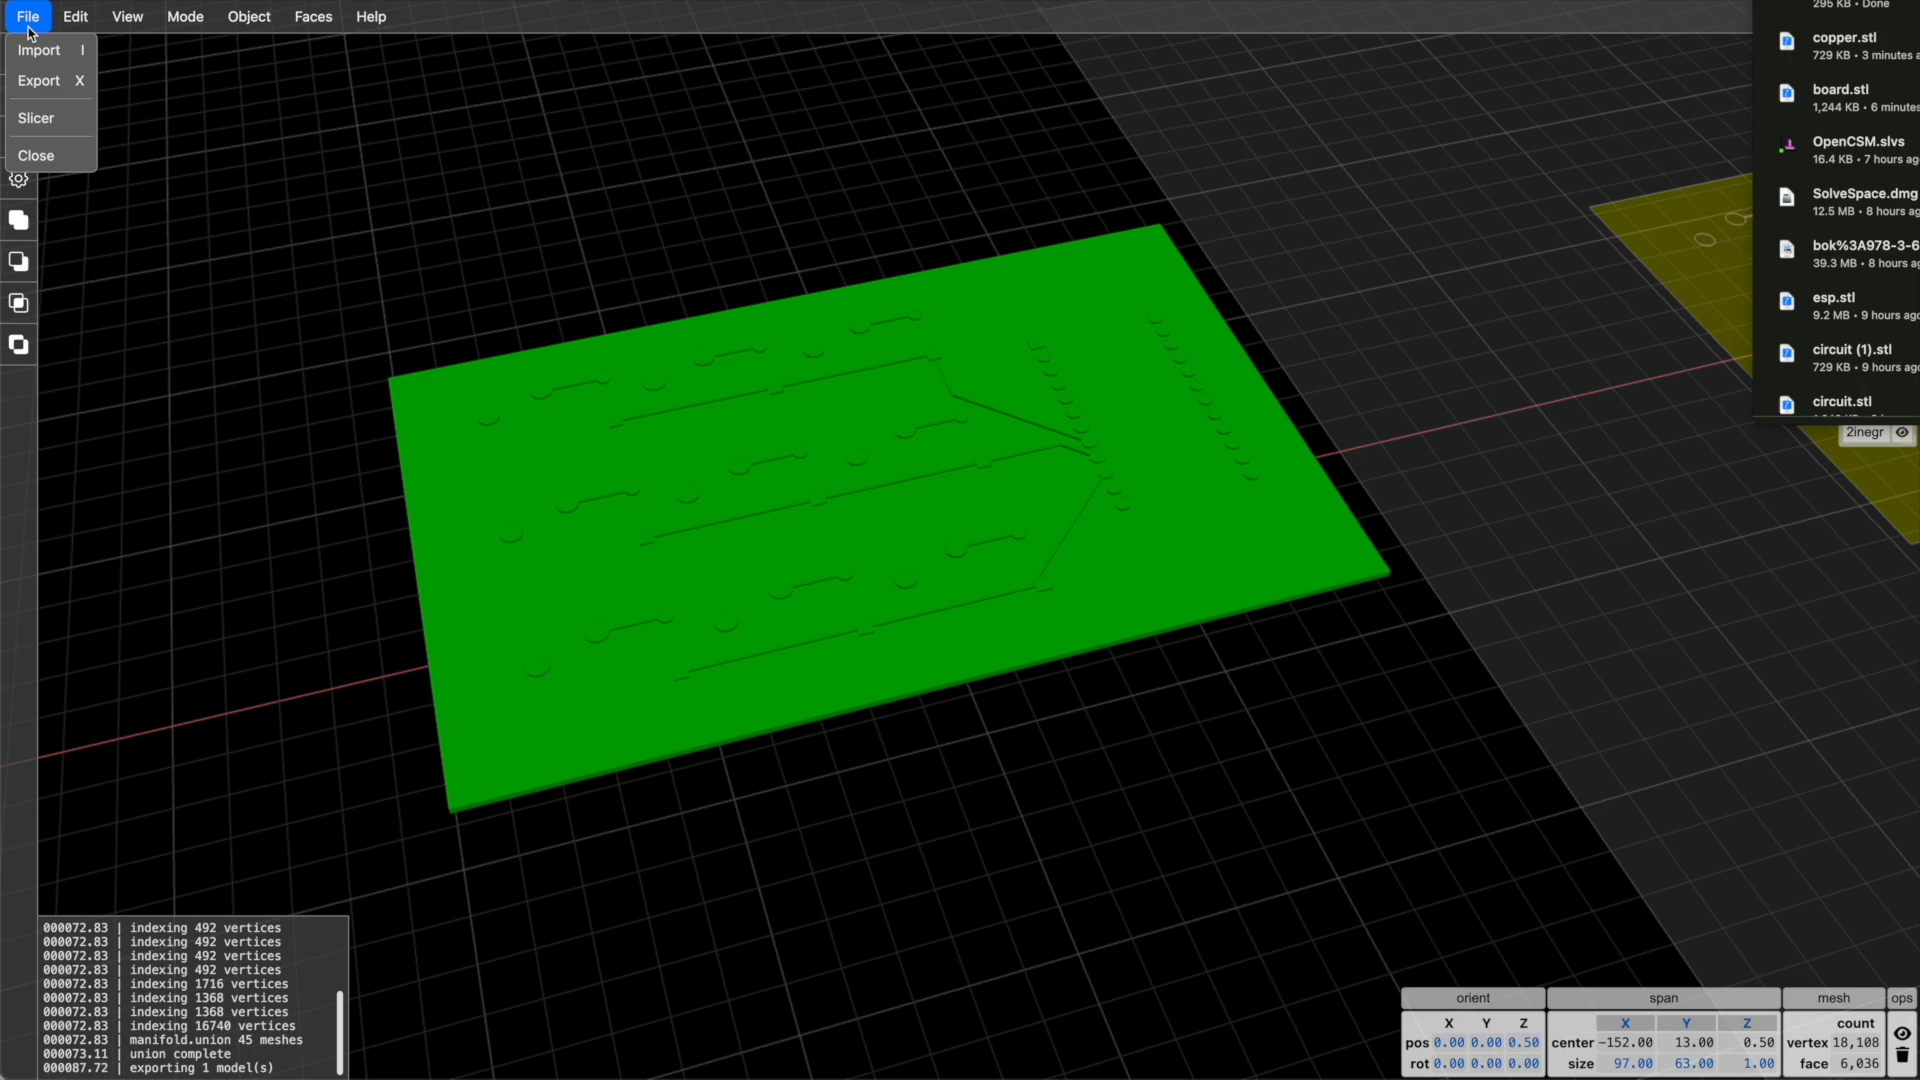 File Edit View Mode Object Faces Help
Import I
Export X
Slicer
Close
295 KB • Done
copper.stl
729 KB • 3 minutes a
board.stl
1,244 KB • 6 minutes
OpenCSM.slvs
16.4 KB • 7 hours ag
SolveSpace.dmg
12.5 MB • 8 hours ag
bok%3A978-3-6
39.3 MB • 8 hours ag
esp.stl
9.2 MB • 9 hours ago
circuit (1).stl
729 KB • 9 hours ago
circuit.stl
2inegr
000072.83 | indexing 492 vertices
000072.83 | indexing 492 vertices
000072.83 | indexing 492 vertices
000072.83 | indexing 492 vertices
000072.83 | indexing 1716 vertices
000072.83 | indexing 1368 vertices
000072.83 | indexing 1368 vertices
000072.83 | indexing 16740 vertices
000072.83 | manifold.union 45 meshes
000073.11 | union complete
000087.72 | exporting 1 model(s)
orient span mesh ops
X Y Z X Y Z count
pos 0.00 0.00 0.50 center -152.00 13.00 0.50 vertex 18,108
rot 0.00 0.00 0.00 size 97.00 63.00 1.00 face 6,036